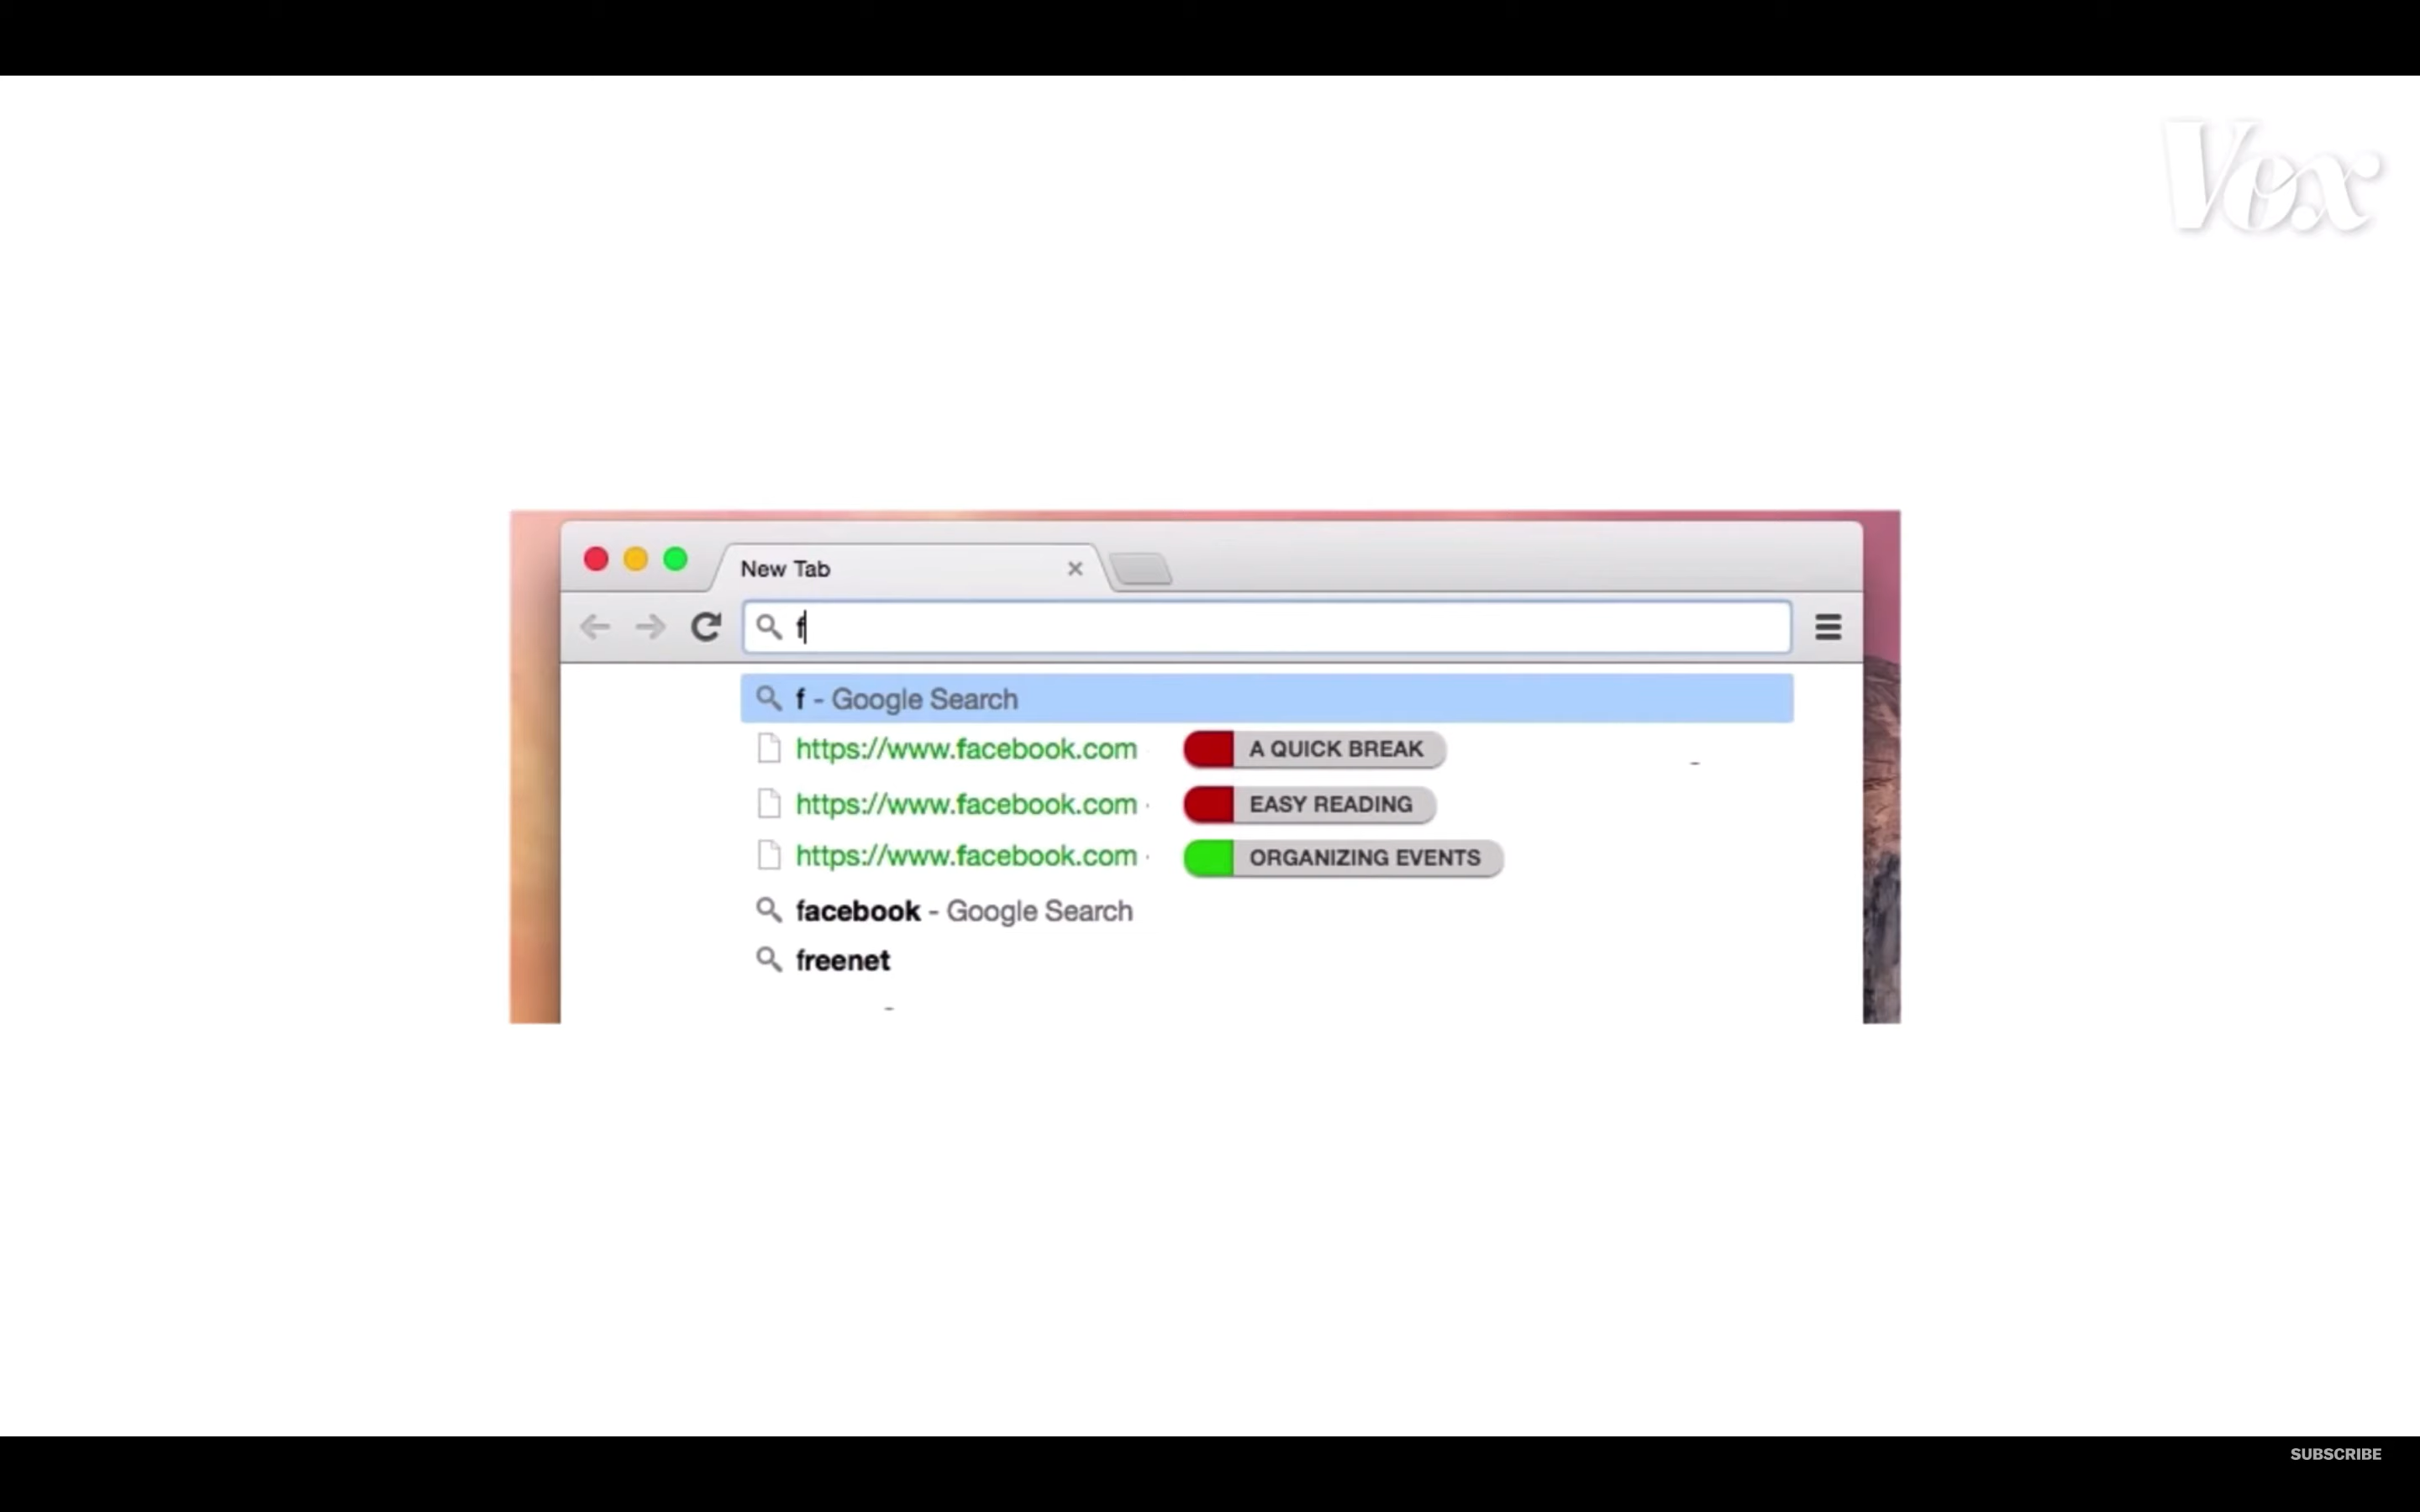 Vox
New Tab
f
f - Google Search
https://www.facebook.com A QUICK BREAK
https://www.facebook.com EASY READING
https://www.facebook.com ORGANIZING EVENTS
facebook - Google Search
freenet
SUBSCRIBE